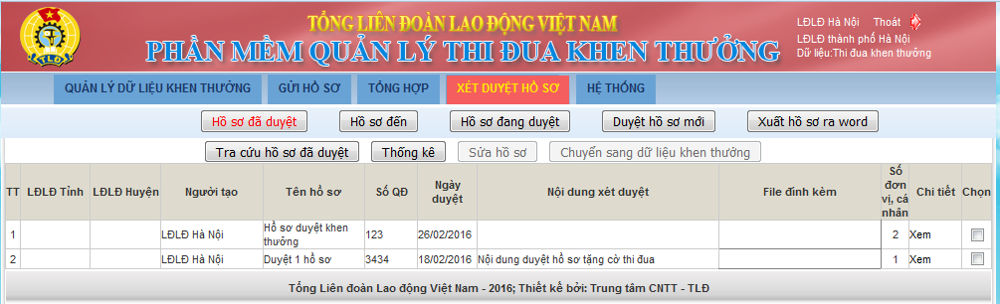 TỔNG LIÊN ĐOÀN LAO ĐỘNG VIỆT NAM
PHẦN MỀM QUẢN LÝ THI ĐUA KHEN THƯỞNG
TLĐ
LĐLĐ Hà Nội Thoát
LĐLĐ thành phố Hà Nội
Dữ liệu:Thi đua khen thưởng
QUẢN LÝ DỮ LIỆU KHEN THƯỞNG GỬI HỒ SƠ TỔNG HỢP XÉT DUYỆT HỒ SƠ HỆ THỐNG
Hồ sơ đã duyệt Hồ sơ đến Hồ sơ đang duyệt Duyệt hồ sơ mới Xuất hồ sơ ra word
Tra cứu hồ sơ đã duyệt Thống kê Sửa hồ sơ Chuyển sang dữ liệu khen thưởng
TT LĐLĐ Tỉnh LĐLĐ Huyện Người tạo Tên hồ sơ Số QĐ Ngày duyệt Nội dung xét duyệt File đính kèm Số đơn vị, cá nhân Chi tiết Chọn
1 LĐLĐ Hà Nội Hồ sơ duyệt khen thưởng 123 26/02/2016 2 Xem
2 LĐLĐ Hà Nội Duyệt 1 hồ sơ 3434 18/02/2016 Nội dung duyệt hồ sơ tặng cờ thi đua 1 Xem
Tổng Liên đoàn Lao động Việt Nam - 2016; Thiết kế bởi: Trung tâm CNTT - TLĐ